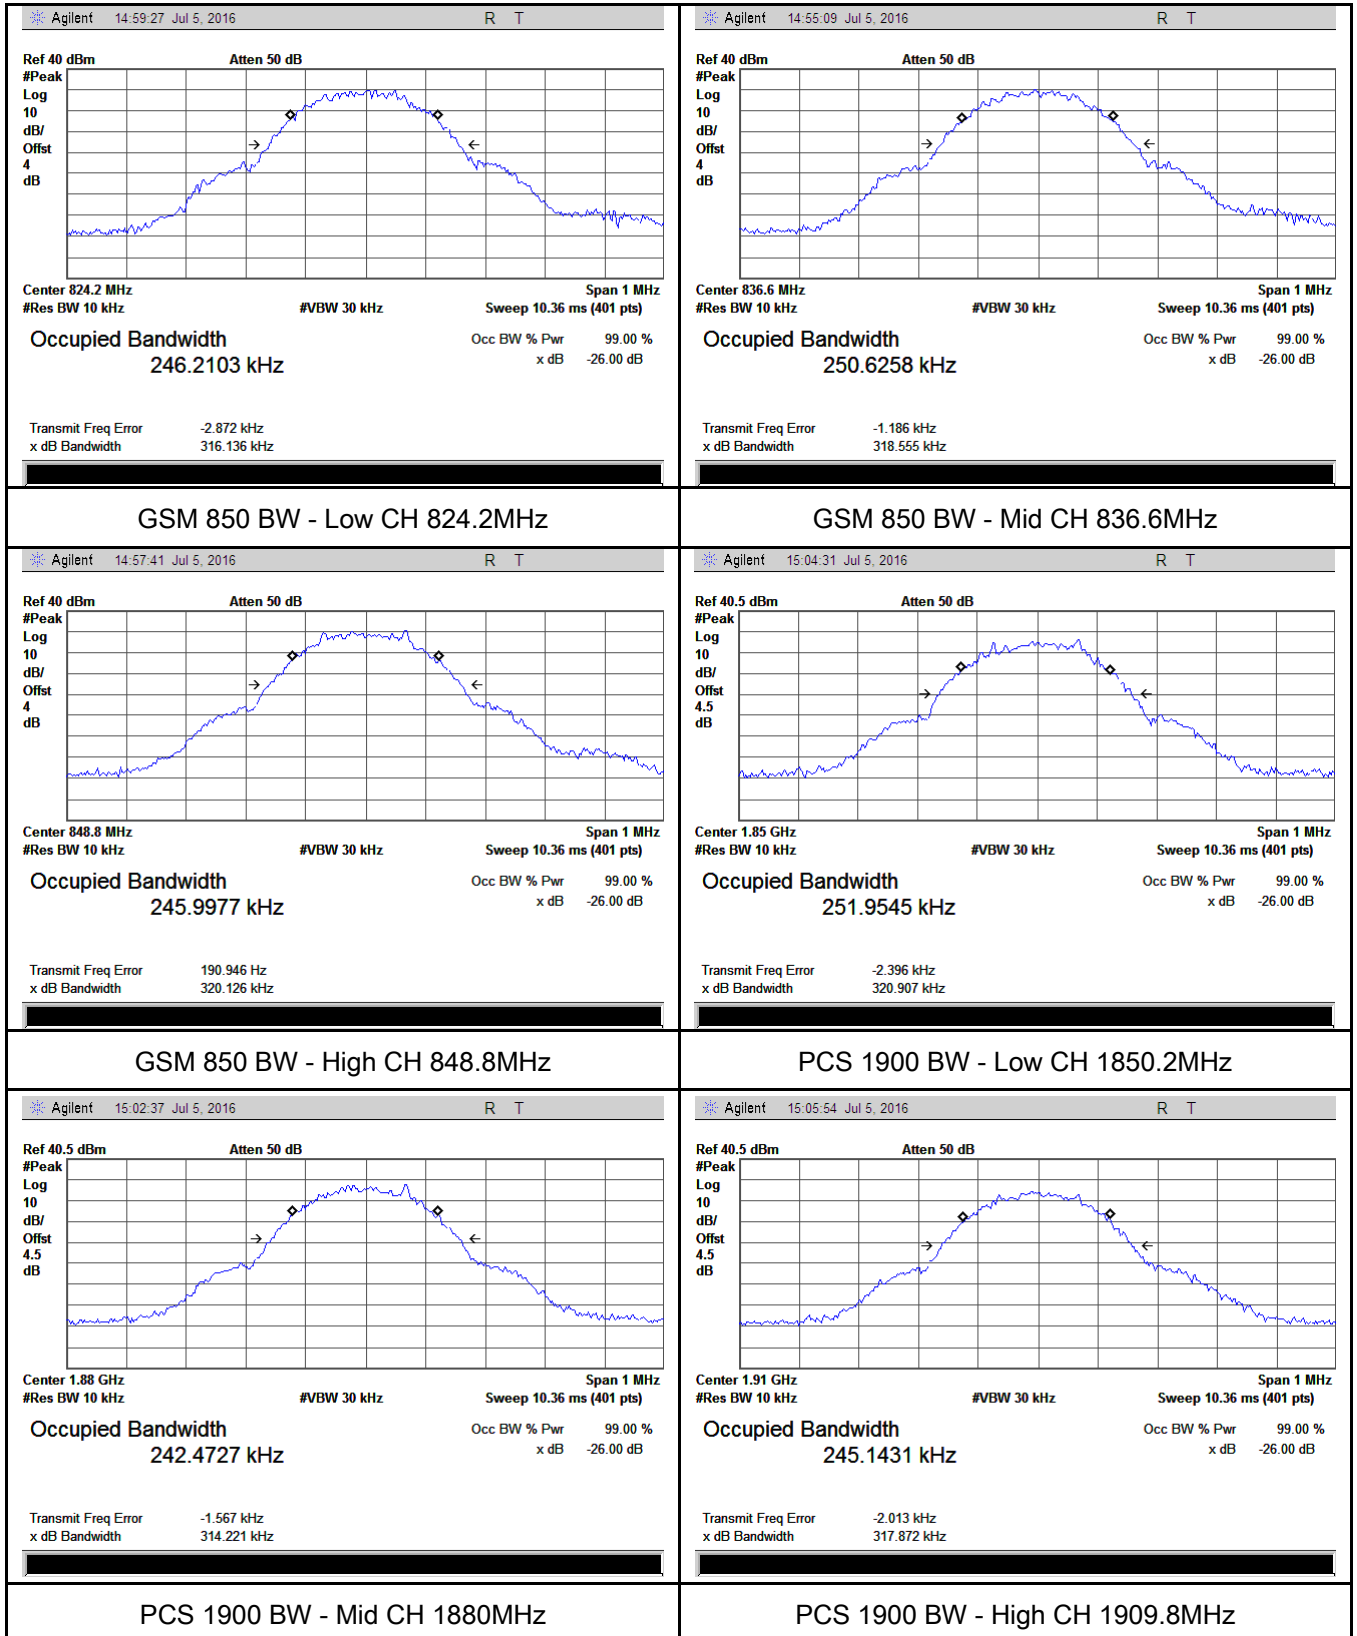 Agilent 14:59:27 Jul 5, 2016 R T
Ref 40 dBm Atten 50 dB
#Peak
Log
10
dB/
Offst
4
dB
Center 824.2 MHz Span 1 MHz
#Res BW 10 kHz #VBW 30 kHz Sweep 10.36 ms (401 pts)
Occupied Bandwidth Occ BW % Pwr 99.00 %
246.2103 kHz x dB -26.00 dB
Transmit Freq Error -2.872 kHz
x dB Bandwidth 316.136 kHz
GSM 850 BW - Low CH 824.2MHz
Agilent 14:55:09 Jul 5, 2016 R T
Ref 40 dBm Atten 50 dB
#Peak
Log
10
dB/
Offst
4
dB
Center 836.6 MHz Span 1 MHz
#Res BW 10 kHz #VBW 30 kHz Sweep 10.36 ms (401 pts)
Occupied Bandwidth Occ BW % Pwr 99.00 %
250.6258 kHz x dB -26.00 dB
Transmit Freq Error -1.186 kHz
x dB Bandwidth 318.555 kHz
GSM 850 BW - Mid CH 836.6MHz
Agilent 14:57:41 Jul 5, 2016 R T
Ref 40 dBm Atten 50 dB
#Peak
Log
10
dB/
Offst
4
dB
Center 848.8 MHz Span 1 MHz
#Res BW 10 kHz #VBW 30 kHz Sweep 10.36 ms (401 pts)
Occupied Bandwidth Occ BW % Pwr 99.00 %
245.9977 kHz x dB -26.00 dB
Transmit Freq Error 190.946 Hz
x dB Bandwidth 320.126 kHz
GSM 850 BW - High CH 848.8MHz
Agilent 15:04:31 Jul 5, 2016 R T
Ref 40.5 dBm Atten 50 dB
#Peak
Log
10
dB/
Offst
4.5
dB
Center 1.85 GHz Span 1 MHz
#Res BW 10 kHz #VBW 30 kHz Sweep 10.36 ms (401 pts)
Occupied Bandwidth Occ BW % Pwr 99.00 %
251.9545 kHz x dB -26.00 dB
Transmit Freq Error -2.396 kHz
x dB Bandwidth 320.907 kHz
PCS 1900 BW - Low CH 1850.2MHz
Agilent 15:02:37 Jul 5, 2016 R T
Ref 40.5 dBm Atten 50 dB
#Peak
Log
10
dB/
Offst
4.5
dB
Center 1.88 GHz Span 1 MHz
#Res BW 10 kHz #VBW 30 kHz Sweep 10.36 ms (401 pts)
Occupied Bandwidth Occ BW % Pwr 99.00 %
242.4727 kHz x dB -26.00 dB
Transmit Freq Error -1.567 kHz
x dB Bandwidth 314.221 kHz
PCS 1900 BW - Mid CH 1880MHz
Agilent 15:05:54 Jul 5, 2016 R T
Ref 40.5 dBm Atten 50 dB
#Peak
Log
10
dB/
Offst
4.5
dB
Center 1.91 GHz Span 1 MHz
#Res BW 10 kHz #VBW 30 kHz Sweep 10.36 ms (401 pts)
Occupied Bandwidth Occ BW % Pwr 99.00 %
245.1431 kHz x dB -26.00 dB
Transmit Freq Error -2.013 kHz
x dB Bandwidth 317.872 kHz
PCS 1900 BW - High CH 1909.8MHz